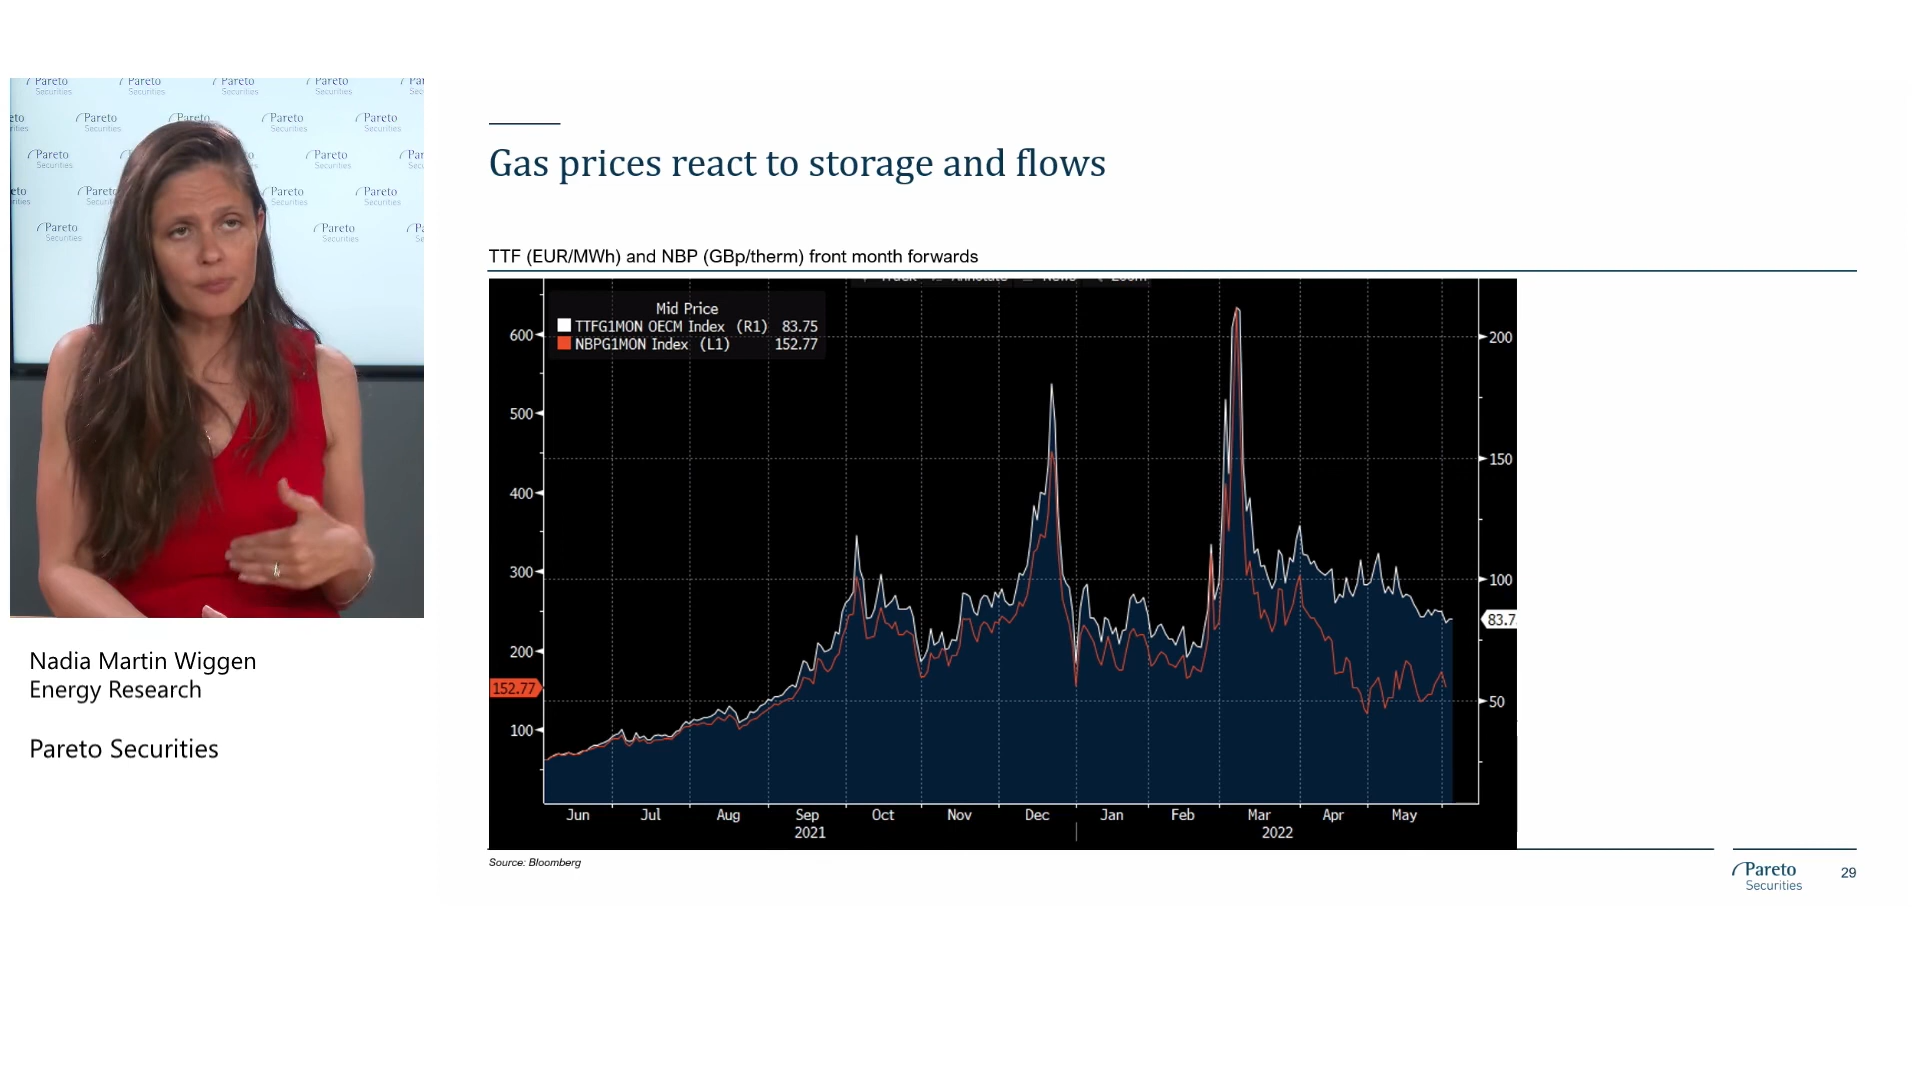 Pareto
Securities
Gas prices react to storage and flows
TTF (EUR/MWh) and NBP (GBp/therm) front month forwards
Mid Price
TTFG1MON OECM Index (R1) 83.75
NBPG1MON Index (L1) 152.77
600
500
400
300
200
152.77
100
200
150
100
83.7
50
Jun Jul Aug Sep Oct Nov Dec Jan Feb Mar Apr May
2021 2022
Source: Bloomberg
Pareto
Securities
29
Nadia Martin Wiggen
Energy Research
Pareto Securities